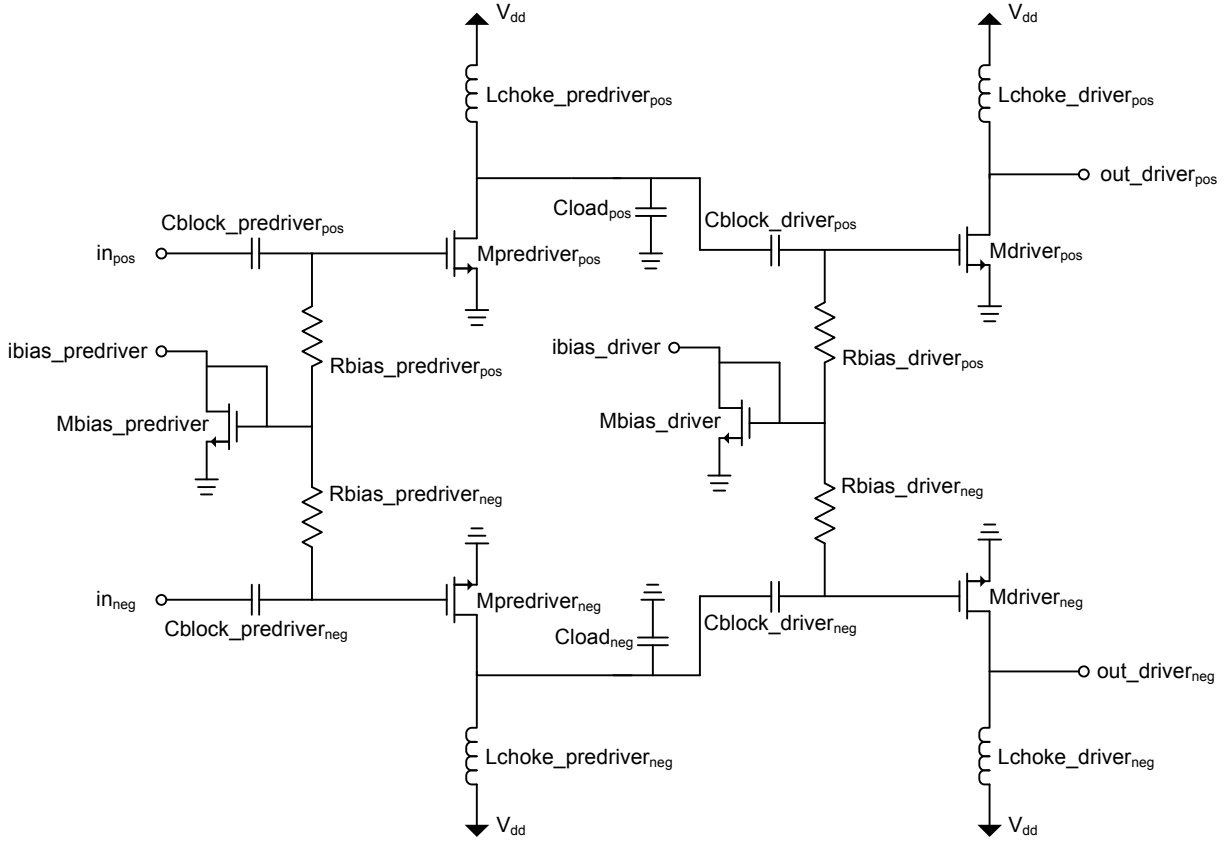 Vdd
Vdd
Lchoke_predriverpos
Lchoke_driverpos
out_driverpos
Cloadpos
Cblock_predriverpos
Cblock_driverpos
inpos
Mpredriverpos
Mdriverpos
ibias_predriver
ibias_driver
Rbias_predriverpos
Rbias_driverpos
Mbias_predriver
Mbias_driver
Rbias_predriverneg
Rbias_driverneg
inneg
Mpredriverneg
Mdriverneg
Cblock_predriverneg
Cloadneg
Cblock_driverneg
out_driverneg
Lchoke_predriverneg
Lchoke_driverneg
Vdd
Vdd